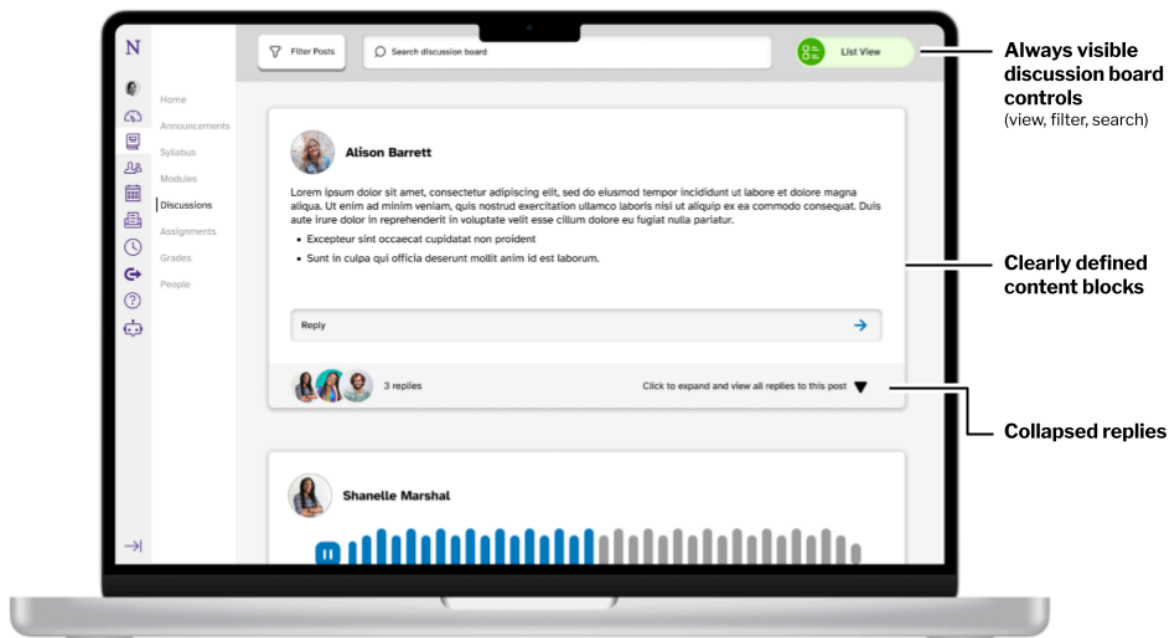 N
Filter Posts
Search discussion board
List View
Always visible
discussion board
controls
(view, filter, search)
Home
Announcements
Syllabus
Modules
Discussions
Assignments
Grades
People
Alison Barrett
Lorem ipsum dolor sit amet, consectetur adipiscing elit, sed do eiusmod tempor incididunt ut labore et dolore magna
aliqua. Ut enim ad minim veniam, quis nostrud exercitation ullamco laboris nisi ut aliquip ex ea commodo consequat. Duis
aute irure dolor in reprehenderit in voluptate velit esse cillum dolore eu fugiat nulla pariatur.
• Excepteur sint occaecat cupidatat non proident
• Sunt in culpa qui officia deserunt mollit anim id est laborum.
Clearly defined
content blocks
Reply
3 replies
Click to expand and view all replies to this post
Collapsed replies
Shanelle Marshal